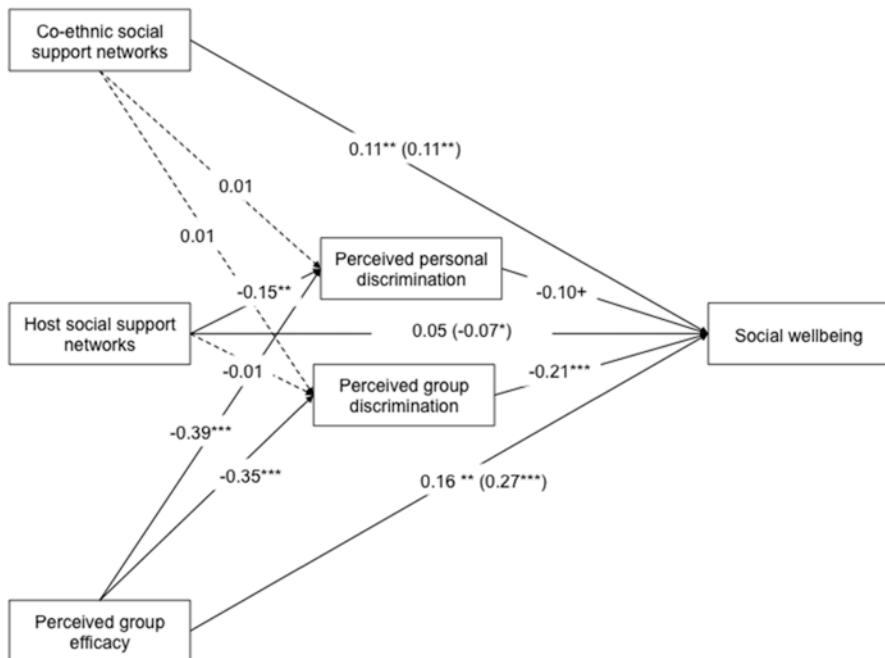 Co-ethnic social
support networks
0.11** (0.11**)
0.01
0.01
Perceived personal
discrimination
-0.15**
-0.10+
Host social support
networks
0.05 (-0.07*)
Social wellbeing
-0.01
Perceived group
discrimination
-0.21***
-0.39***
-0.35***
0.16 ** (0.27***)
Perceived group
efficacy